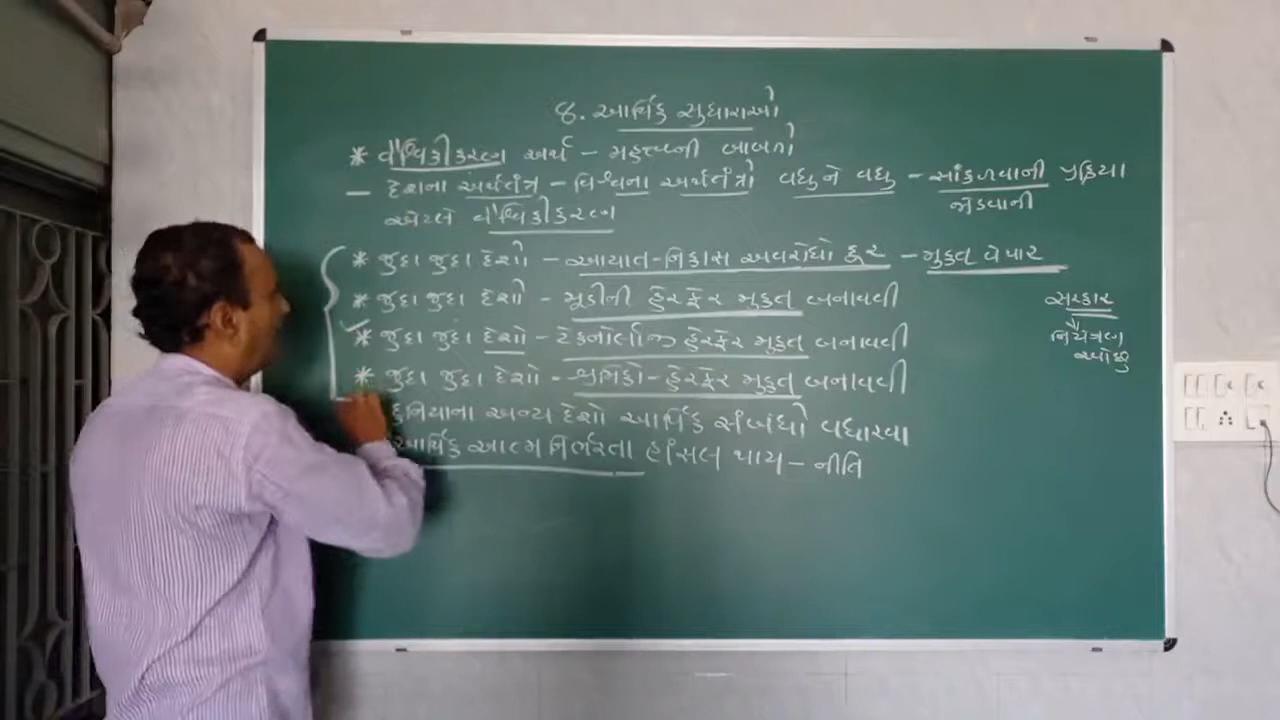 8. આર્થિક સુધારાઓ
* વૈશ્વિકીકરણ અર્થ - મહત્ત્વની બાબતો
- દેશના અર્થતંત્ર - વિશ્વના અર્થતંત્રો વધુ ને વધુ - સાંકળવાની પ્રક્રિયા
જોડવાની
એટલે વૈશ્વિકીકરણ
* જુદા જુદા દેશો - આયાત-નિકાસ અવરોધો દૂર - મુક્ત વેપાર
* જુદા જુદા દેશો - મૂડીની હેરફેર મુક્ત બનાવવી
* જુદા જુદા દેશો - ટેકનોલૉજી હેરફેર મુક્ત બનાવવી
* જુદા જુદા દેશો - શ્રમિકો - હેરફેર મુક્ત બનાવવી
દુનિયાના અન્ય દેશો આર્થિક સંબંધો વધારવા
આર્થિક આત્મનિર્ભરતા હાંસલ થાય - નીતિ
સરકાર
નિયંત્રણ
ઓછુ